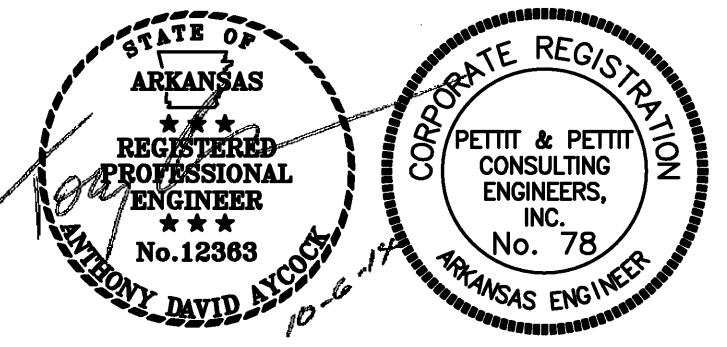 STATE OF
ARKANSAS
★ ★ ★
REGISTERED
PROFESSIONAL
ENGINEER
★ ★ ★
No.12363
ANTHONY DAVID AYCOCK
10-6-14
CORPORATE REGISTRATION
PETTIT & PETTIT
CONSULTING
ENGINEERS,
INC.
No. 78
ARKANSAS ENGINEER